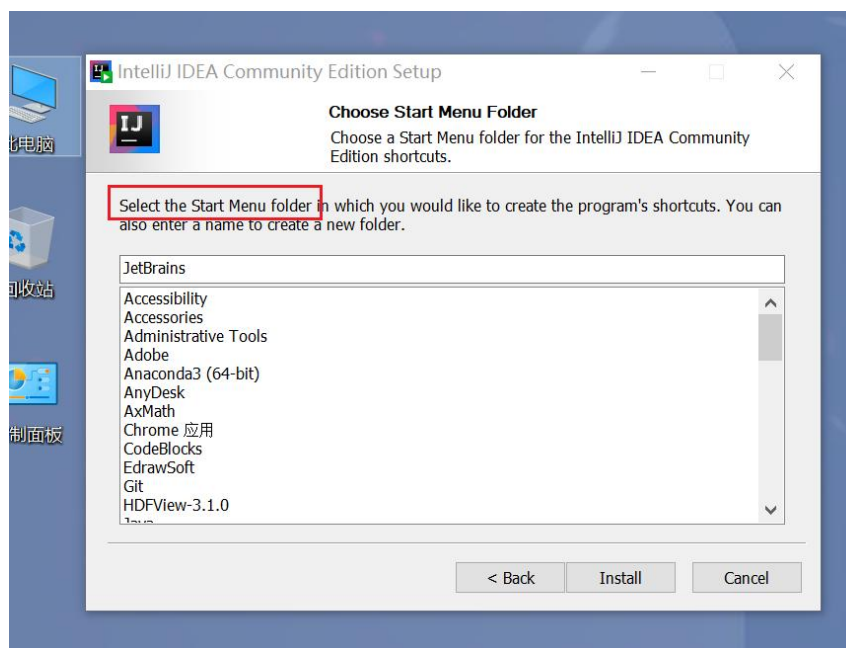 IntelliJ IDEA Community Edition Setup
IJ
Choose Start Menu Folder
Choose a Start Menu folder for the IntelliJ IDEA Community
Edition shortcuts.
电脑
Select the Start Menu folder in which you would like to create the program's shortcuts. You can
also enter a name to create a new folder.
JetBrains
回收站
Accessibility
Accessories
Administrative Tools
Adobe
Anaconda3 (64-bit)
AnyDesk
AxMath
Chrome 应用
制面板
CodeBlocks
EdrawSoft
Git
HDFView-3.1.0
Java
< Back
Install
Cancel